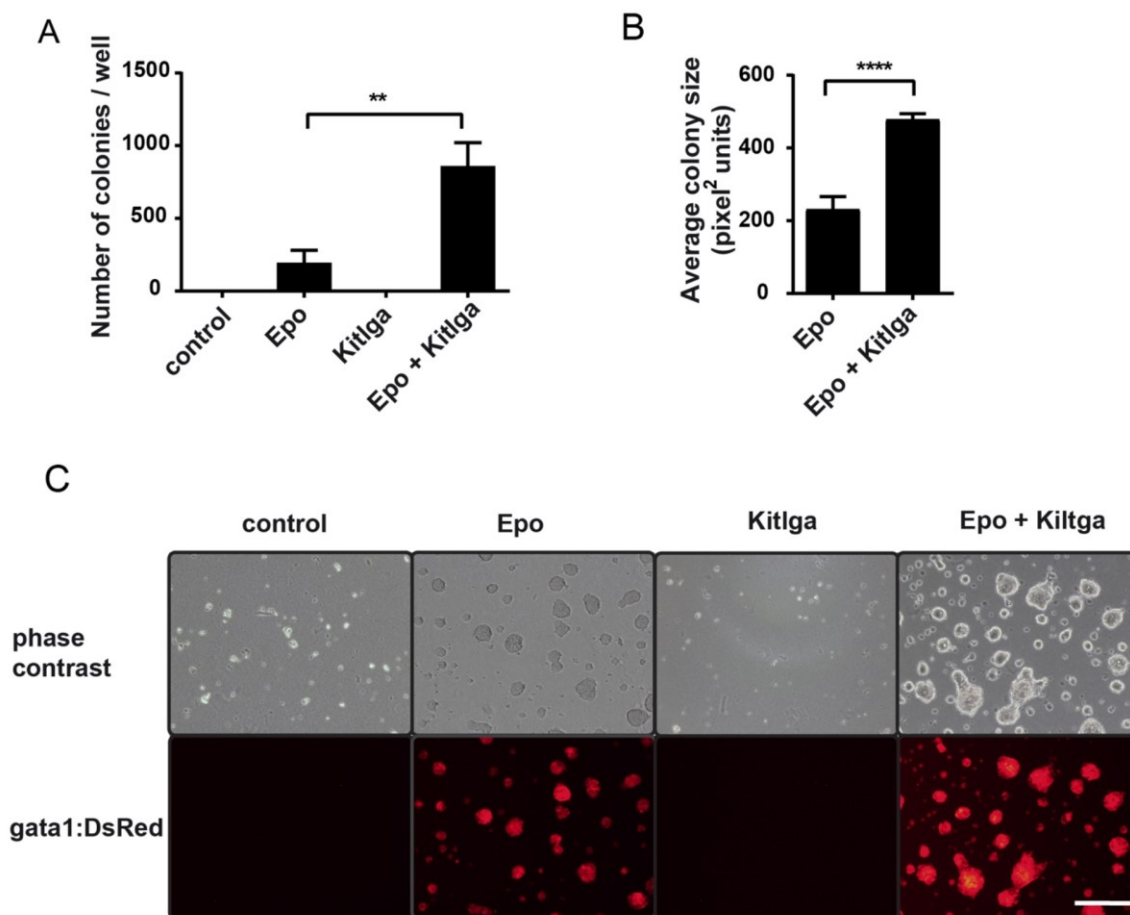 A
Number of colonies / well
1500
1000
500
0
**
control
Epo
Kitlga
Epo + Kitlga
B
Average colony size
(pixel² units)
600
400
200
0
****
Epo
Epo + Kitlga
C
control
Epo
Kitlga
Epo + Kiltga
phase
contrast
gata1:DsRed